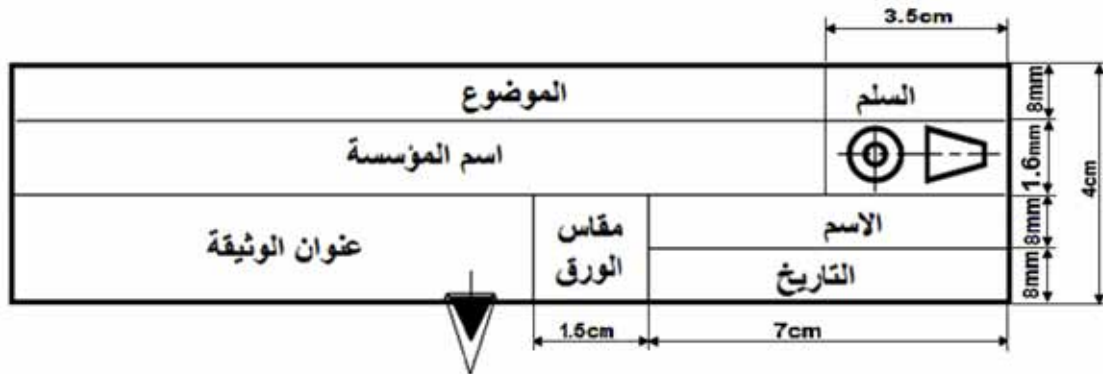 3.5cm
السلم
الموضوع
8mm
اسم المؤسسة
1.6mm
4cm
الاسم
مقاس
الورق
عنوان الوثيقة
8mm
التاريخ
8mm
7cm
1.5cm